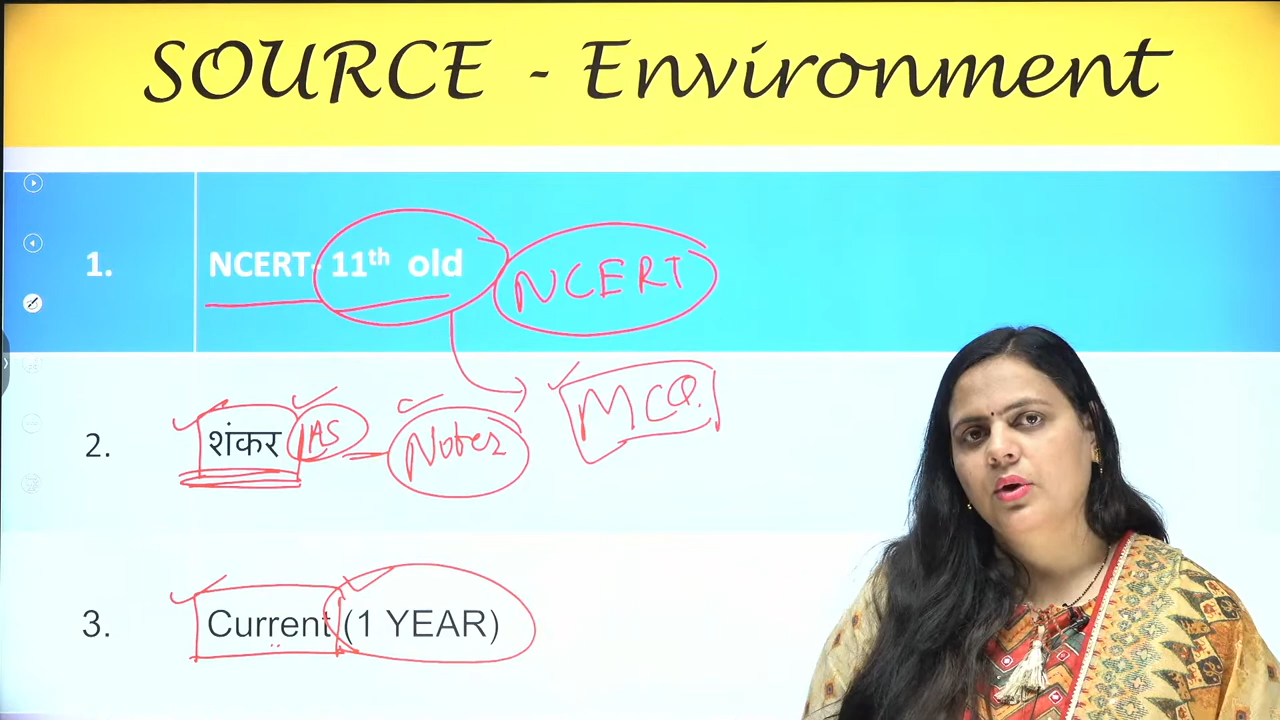 SOURCE - Environment
1. NCERT- 11th old NCERT
MCQ.
2. शंकर IAS - Notes
3. Current (1 YEAR)